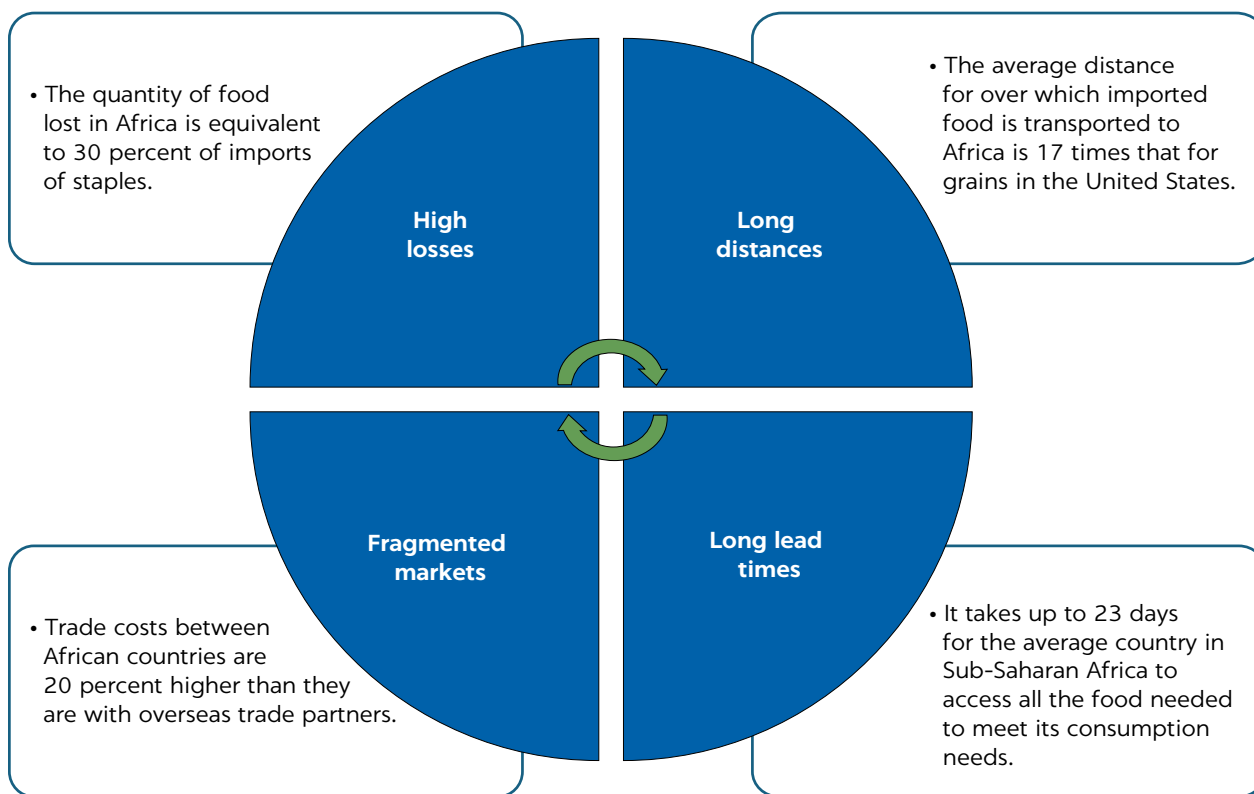 • The quantity of food
lost in Africa is equivalent
to 30 percent of imports
of staples.
High
losses
• The average distance
for over which imported
food is transported to
Africa is 17 times that for
grains in the United States.
Long
distances
Fragmented
markets
• Trade costs between
African countries are
20 percent higher than they
are with overseas trade partners.
Long lead
times
• It takes up to 23 days
for the average country in
Sub-Saharan Africa to
access all the food needed
to meet its consumption
needs.